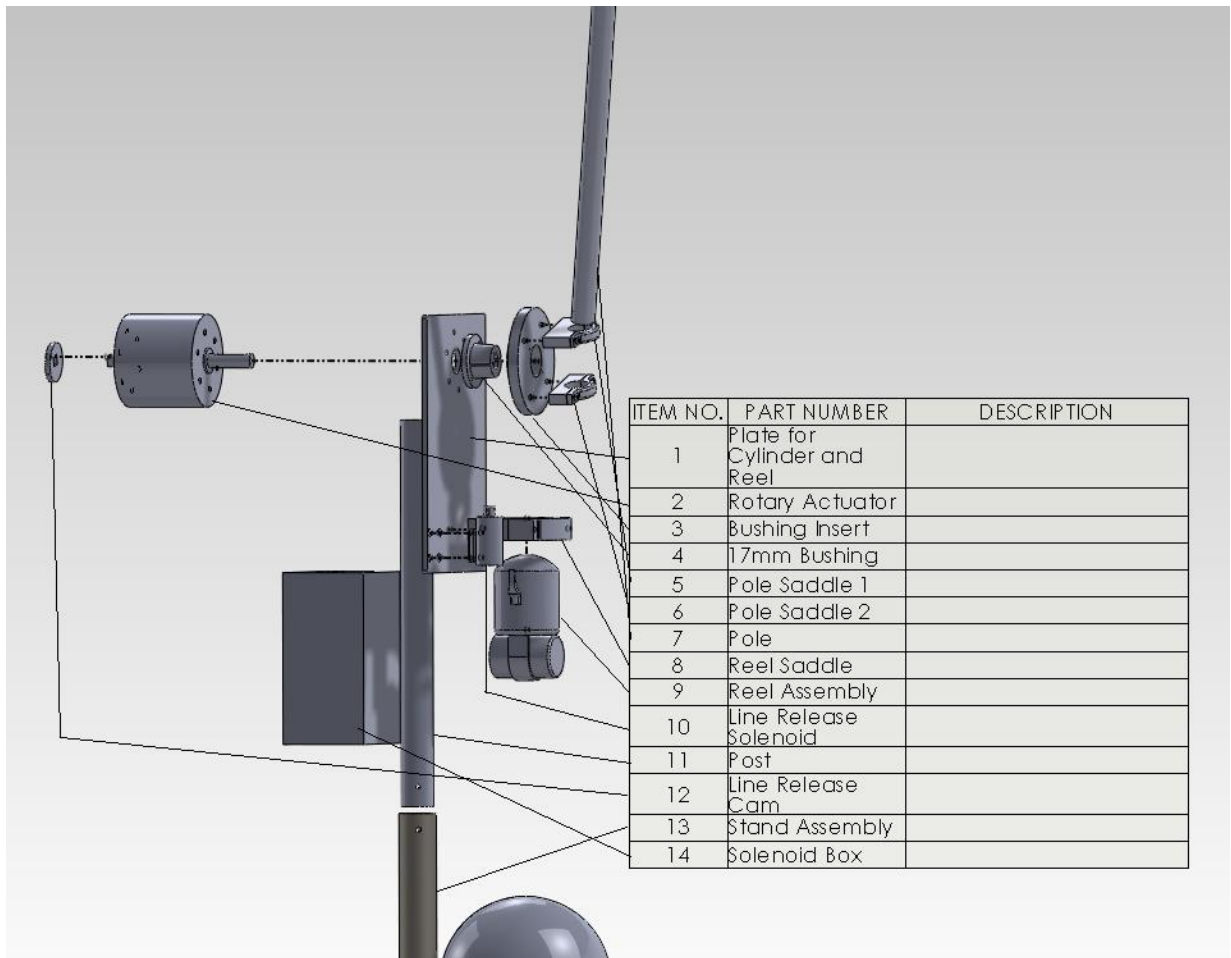 ITEM NO. PART NUMBER DESCRIPTION
1 Plate for
Cylinder and
Reel
2 Rotary Actuator
3 Bushing Insert
4 17mm Bushing
5 Pole Saddle 1
6 Pole Saddle 2
7 Pole
8 Reel Saddle
9 Reel Assembly
10 Line Release
Solenoid
11 Post
12 Line Release
Cam
13 Stand Assembly
14 Solenoid Box